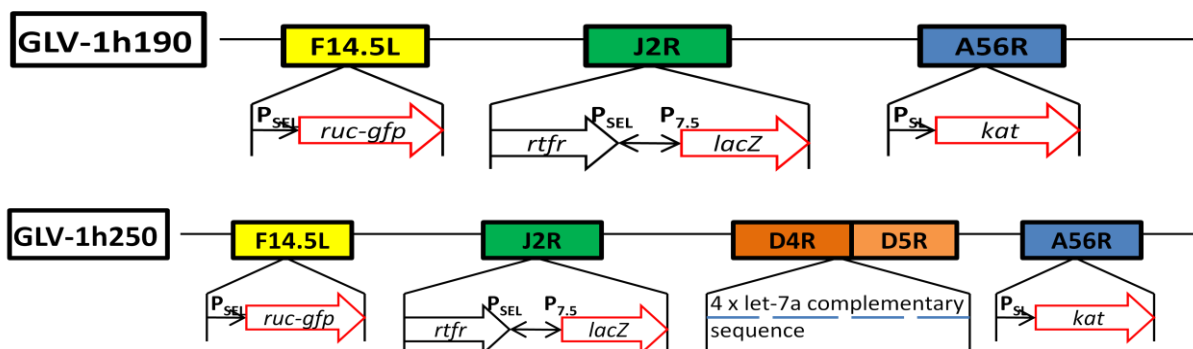 GLV-1h190
F14.5L J2R A56R
PSEL ruc-gfp rtfr PSEL P7.5 lacZ PSL kat
GLV-1h250
F14.5L J2R D4R D5R A56R
PSEL ruc-gfp rtfr PSEL P7.5 lacZ 4 x let-7a complementary PSL kat
sequence